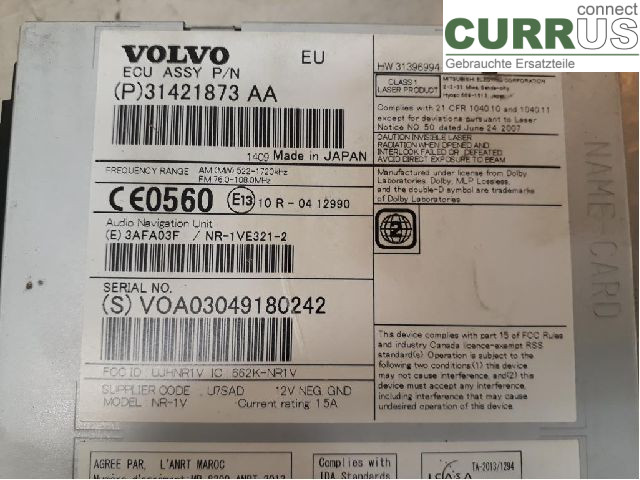 connect
CURRUS
Gebrauchte Ersatzteile
VOLVO EU
ECU ASSY P/N
(P)31421873 AA
1409 Made in JAPAN
FREQUENCY RANGE AM(MW) 522-1720kHz
FM 76.0-108.0MHz
CE0560 E13 10 R - 04 12990
Audio Navigation Unit
(E) 3AFA03F / NR-1VE321-2
SERIAL NO.
(S) VOA03049180242
FCC ID : UJHNR1V IC : 662K-NR1V
SUPPLIER CODE : U7SAD 12V NEG. GND
MODEL : NR-1V Current rating : 15A
HW 31396994
CLASS 1
LASER PRODUCT
MITSUBISHI ELECTRIC CORPORATION
Complies with 21 CFR 1040.10 and 1040.11
except for deviations pursuant to Laser
Notice NO. 50 dated June 24, 2007
CAUTION INVISIBLE LASER
RADIATION WHEN OPEN AND
INTERLOCK FAILED OR DEFEATED
AVOID DIRECT EXPOSURE TO BEAM
Manufactured under license from Dolby
Laboratories. Dolby, MLP Lossless,
and the double-D symbol are trademarks of
Dolby Laboratories.
2
This device complies with part 15 of FCC Rules
and industry Canada licence-exempt RSS
standard(s). Operation is subject to the
following two conditions:(1) this device
may not cause interference, and(2) this
device must accept any interference,
including interference that may cause
undesired operation of this device.
NAME CARD
AGREE PAR L'ANRT MAROC
Complies with
IDA Standards
TA-2013/1294